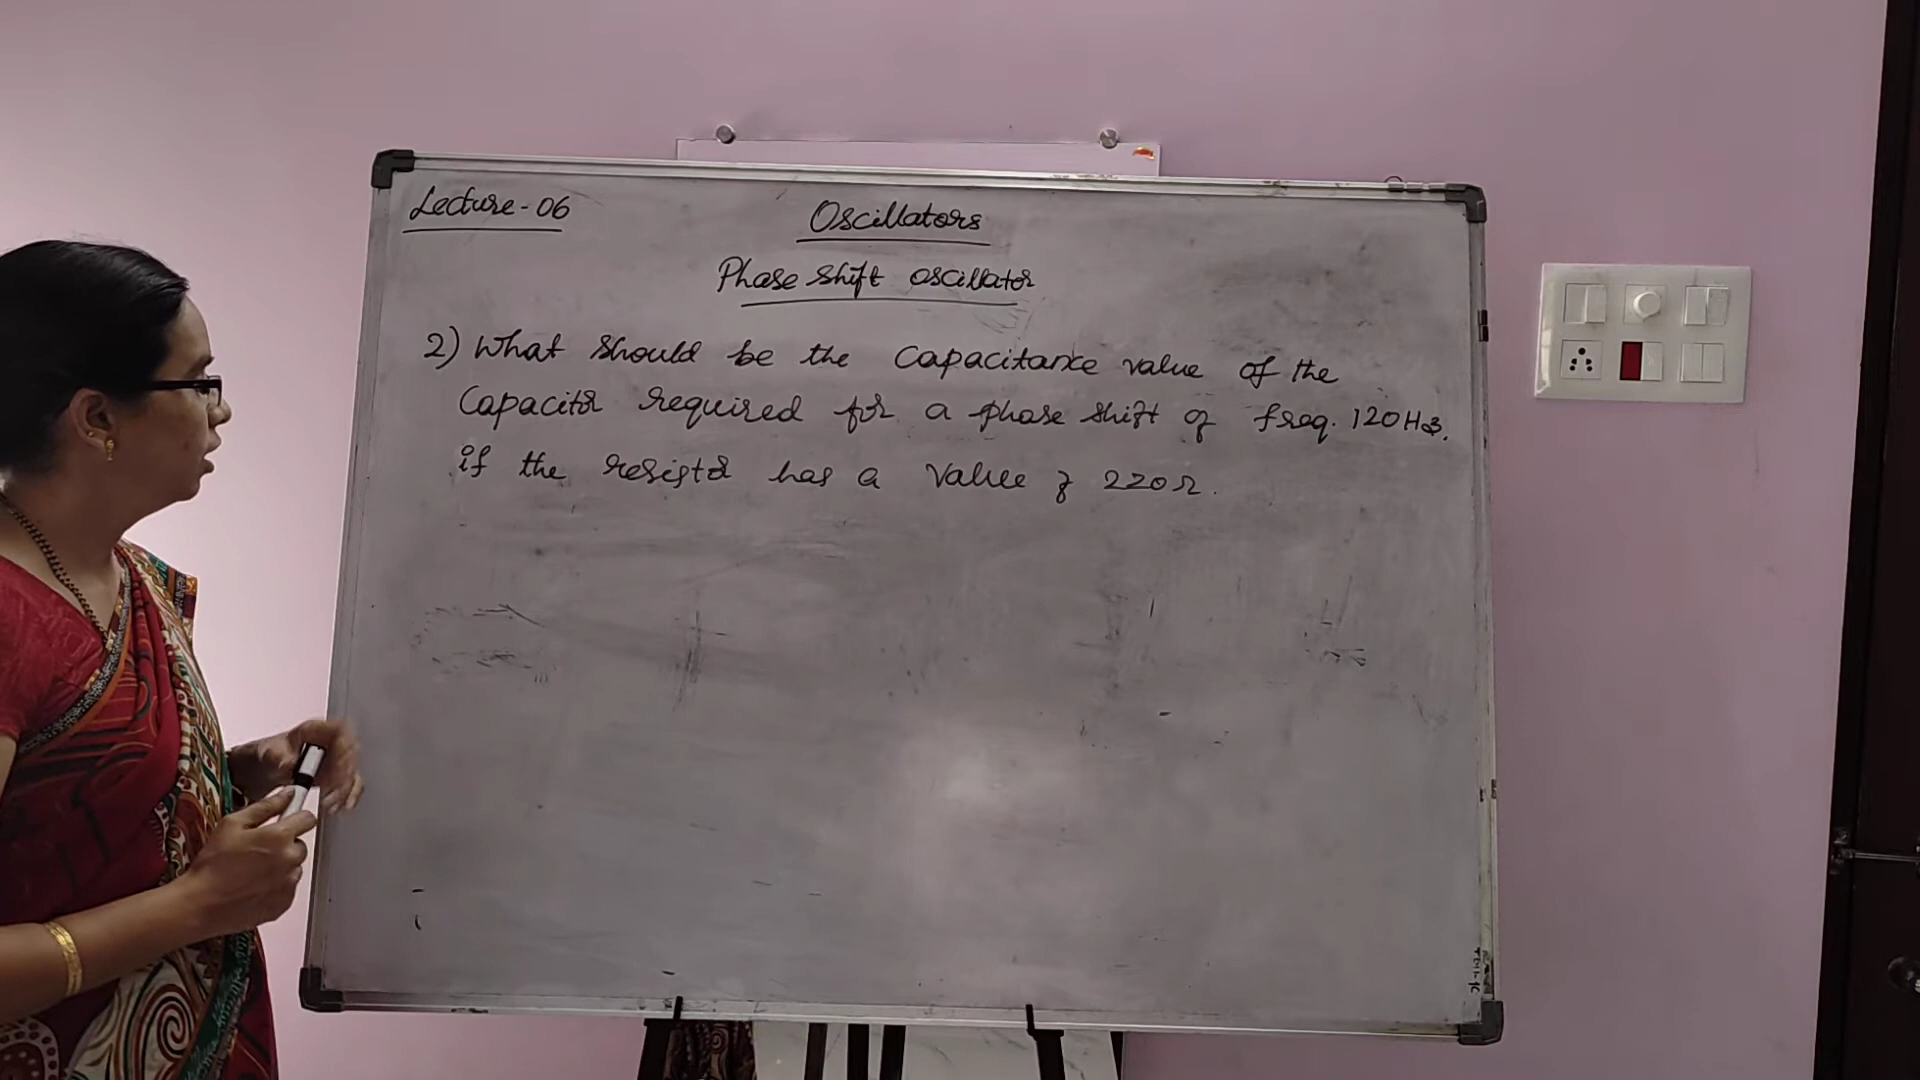 Lecture-06
Oscillators
Phase shift oscillator
2) What should be the capacitance value of the
capacitor required for a phase shift of freq. 120Hz.
if the resistor has a value of 220Ω.